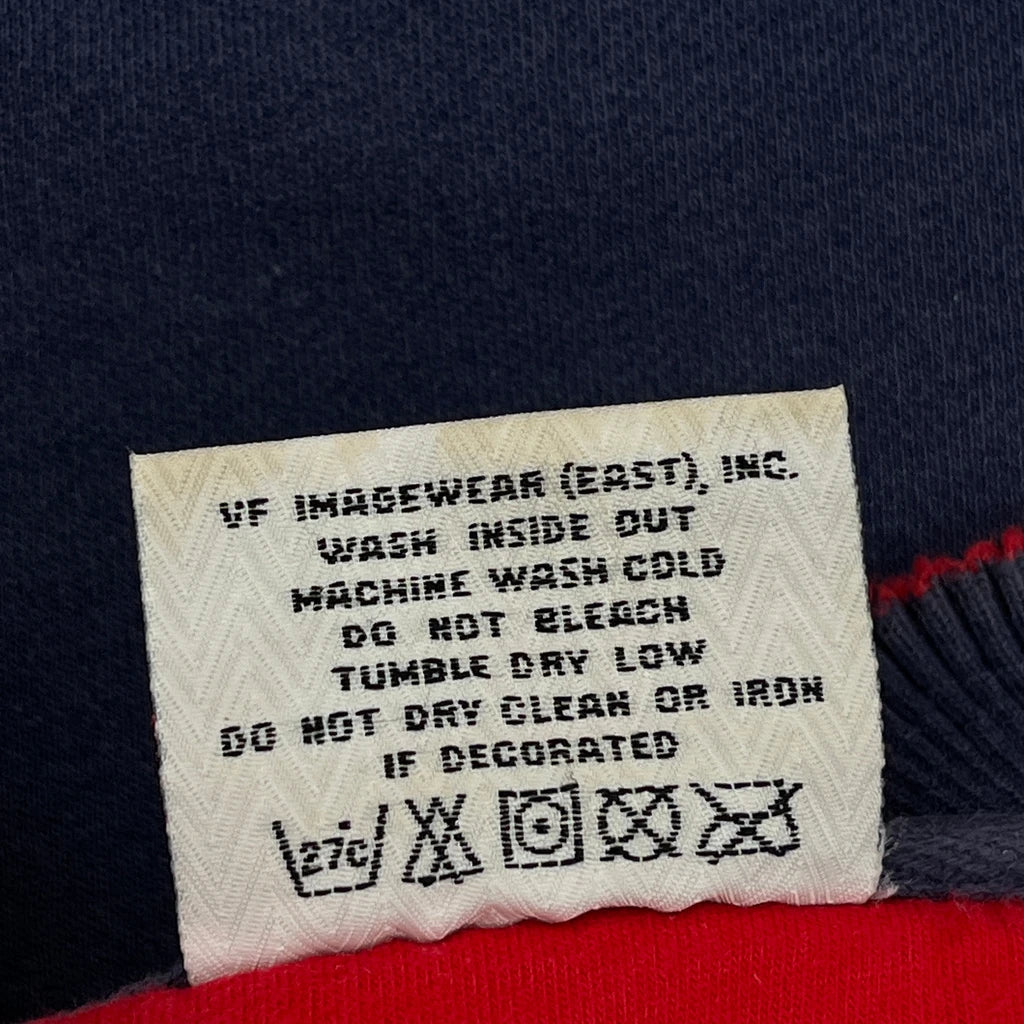 VF IMAGEWEAR (EAST), INC.
WASH INSIDE OUT
MACHINE WASH COLD
DO NOT BLEACH
TUMBLE DRY LOW
DO NOT DRY CLEAN OR IRON
IF DECORATED
27°C